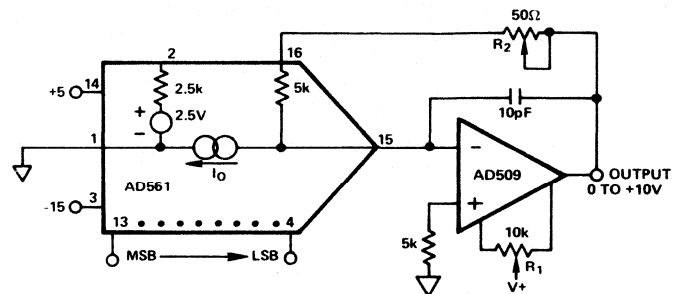 50Ω
R2
2
16
+5
14
2.5k
5k
+
2.5V
−
10pF
1
15
−
AD509
OUTPUT
0 TO +10V
IO
AD561
-15
3
+
13
4
5k
10k
MSB
LSB
R1
V+